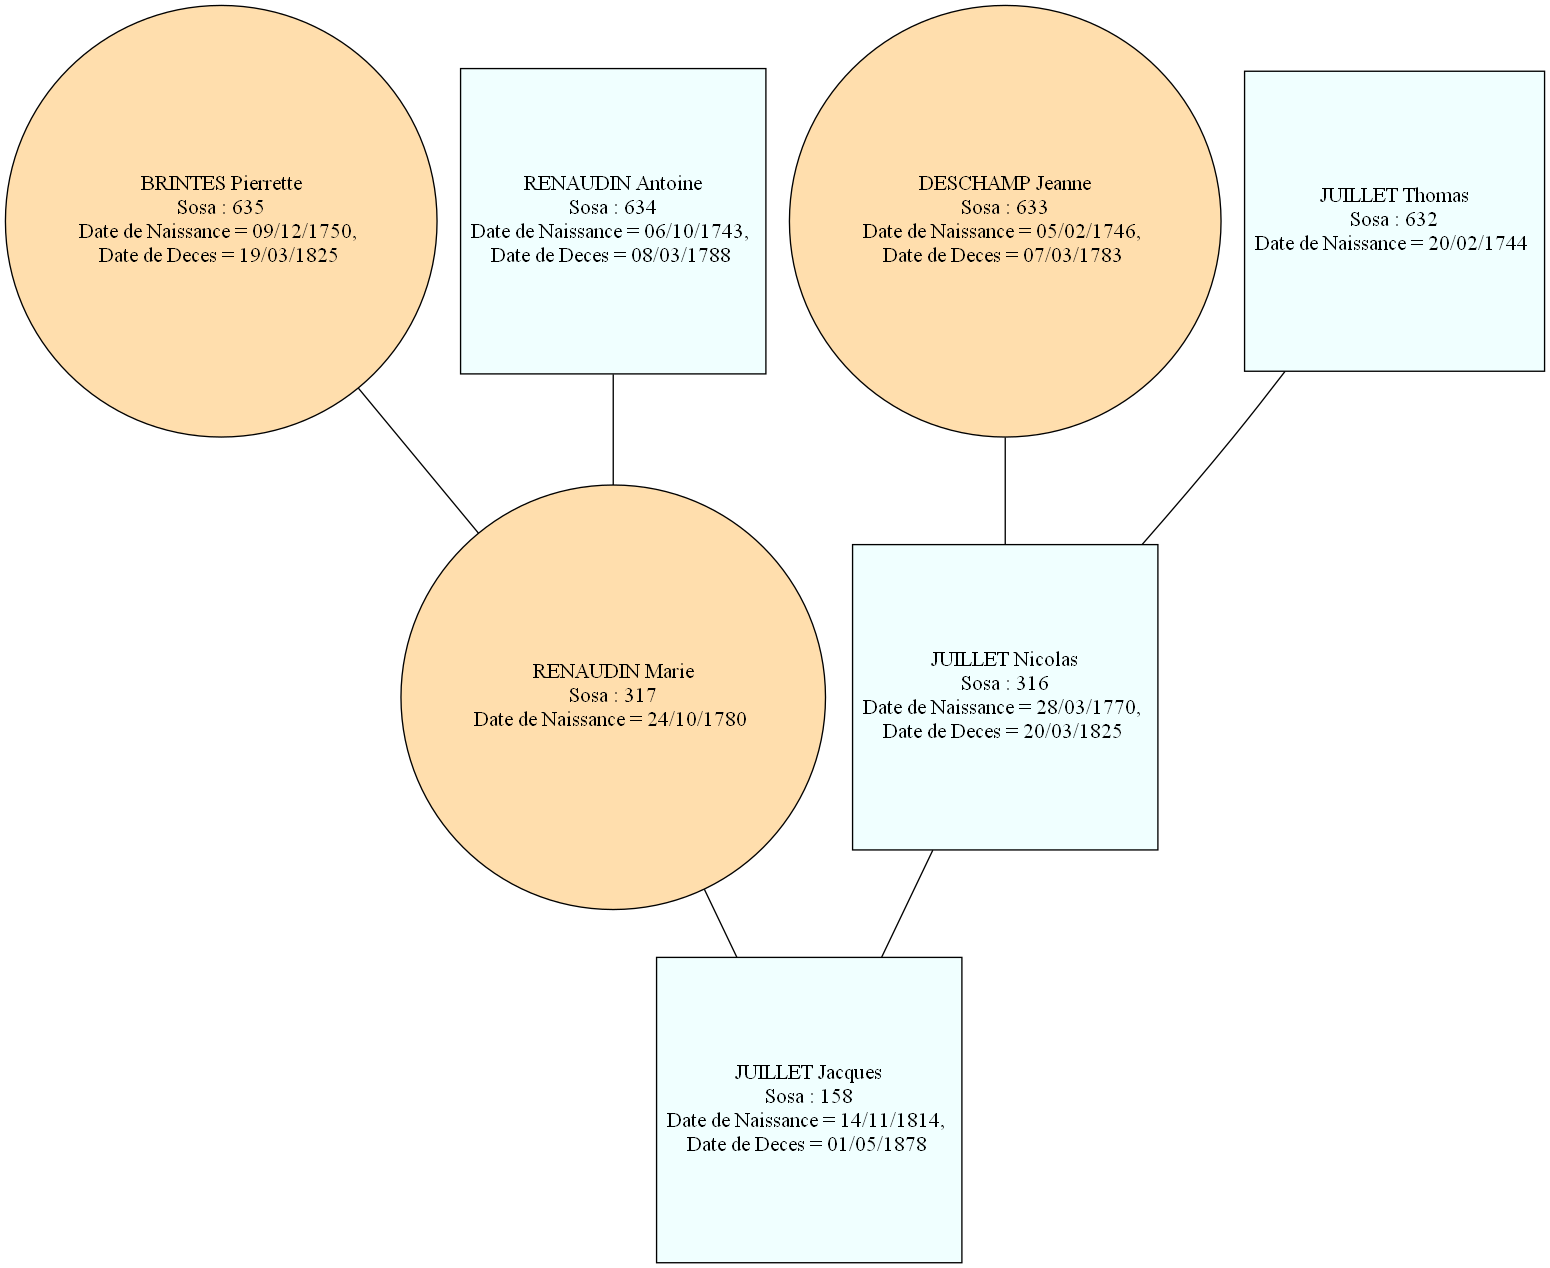 BRINTES Pierrette
Sosa : 635
Date de Naissance = 09/12/1750,
Date de Deces = 19/03/1825
RENAUDIN Antoine
Sosa : 634
Date de Naissance = 06/10/1743,
Date de Deces = 08/03/1788
DESCHAMP Jeanne
Sosa : 633
Date de Naissance = 05/02/1746,
Date de Deces = 07/03/1783
JUILLET Thomas
Sosa : 632
Date de Naissance = 20/02/1744
RENAUDIN Marie
Sosa : 317
Date de Naissance = 24/10/1780
JUILLET Nicolas
Sosa : 316
Date de Naissance = 28/03/1770,
Date de Deces = 20/03/1825
JUILLET Jacques
Sosa : 158
Date de Naissance = 14/11/1814,
Date de Deces = 01/05/1878